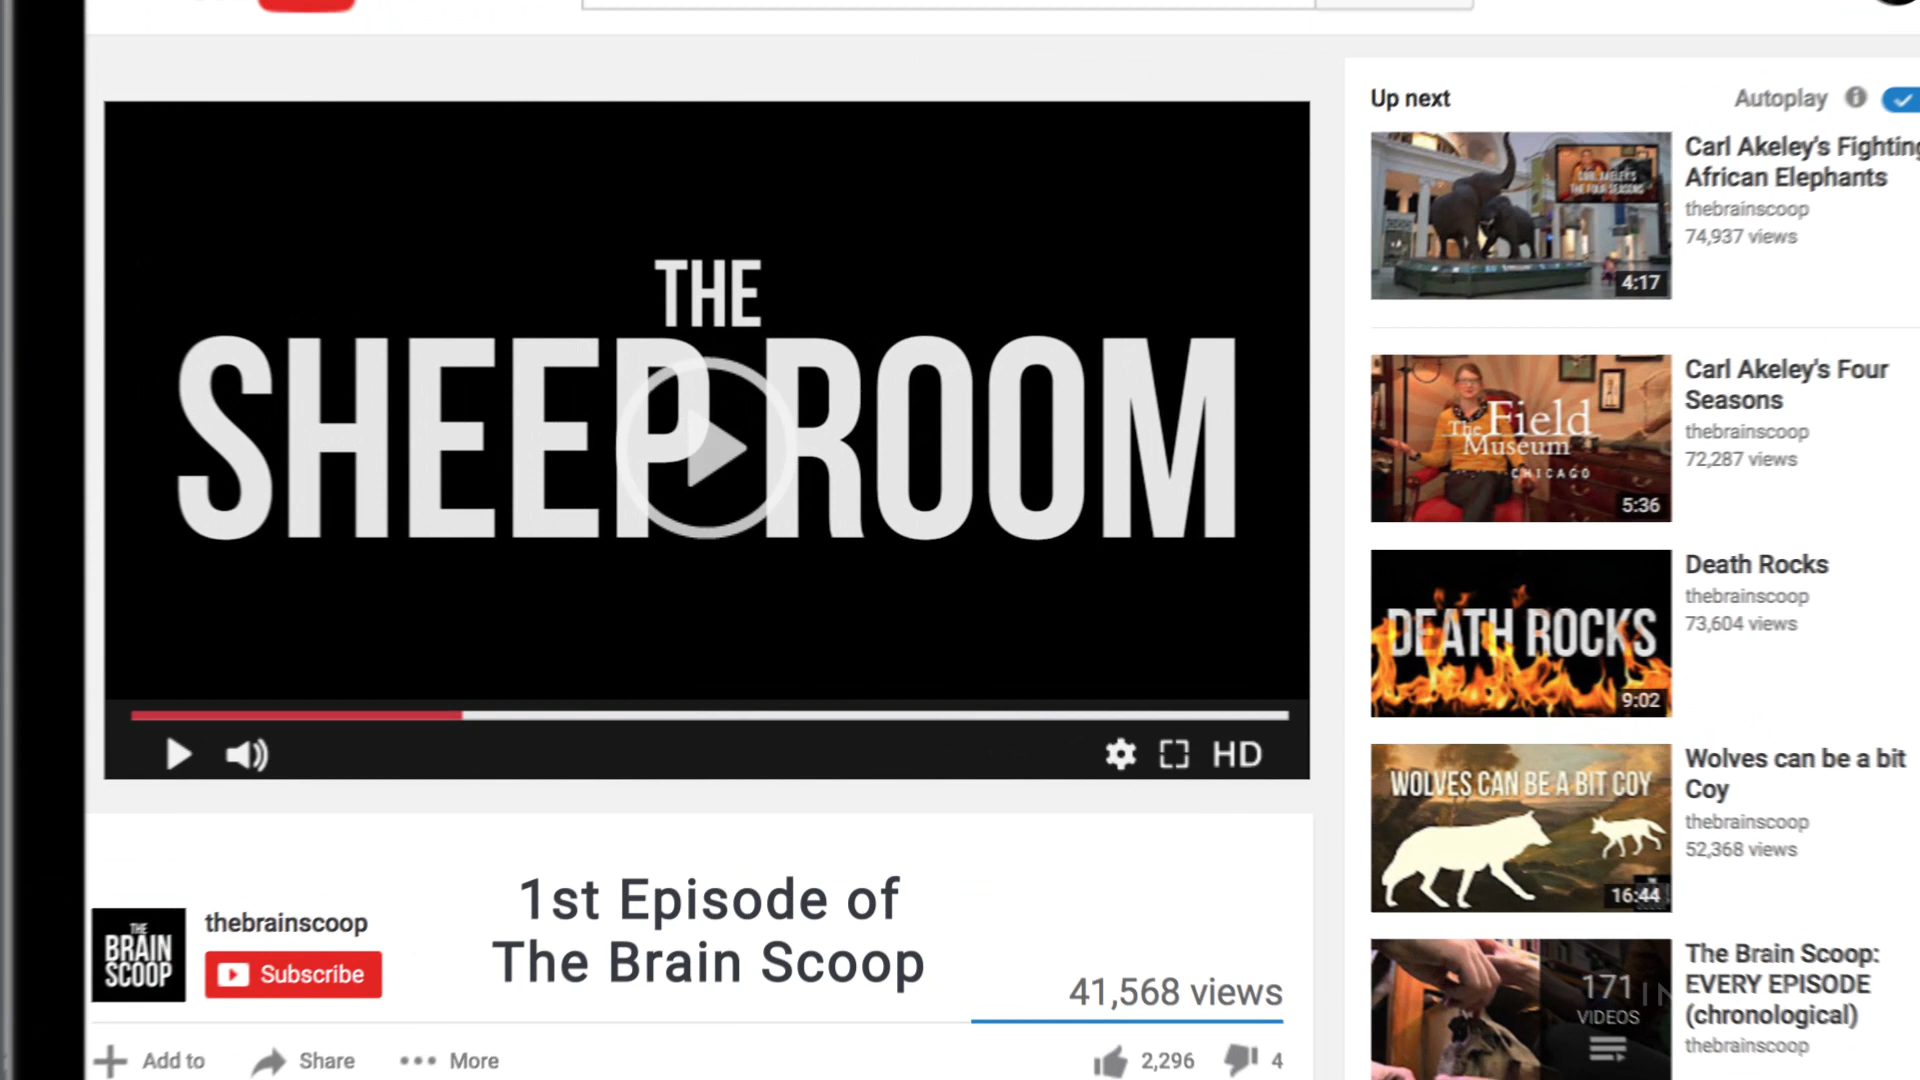 THE
SHEEP ROOM
HD
THE
BRAIN
SCOOP
thebrainscoop
Subscribe
1st Episode of
The Brain Scoop
41,568 views
Add to
Share
More
2,296
4
Up next
Autoplay
4:17
Carl Akeley's Fighting
African Elephants
thebrainscoop
74,937 views
The Field
Museum
CHICAGO
5:36
Carl Akeley's Four
Seasons
thebrainscoop
72,287 views
DEATH ROCKS
9:02
Death Rocks
thebrainscoop
73,604 views
WOLVES CAN BE A BIT COY
16:44
Wolves can be a bit
Coy
thebrainscoop
52,368 views
171
VIDEOS
The Brain Scoop:
EVERY EPISODE
(chronological)
thebrainscoop